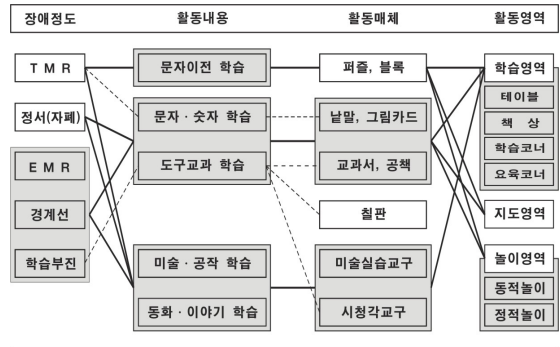 장애정도 활동내용 활동매체 활동영역
T M R 문자이전 학습 퍼즐, 블록 학습영역
테이블
정서(자폐) 문자 · 숫자 학습 낱말, 그림카드
책 상
학습코너
E M R 도구교과 학습 교과서, 공책
요육코너
경계선 칠판 지도영역
학습부진 미술 · 공작 학습 미술실습교구 놀이영역
동적놀이
동화 · 이야기 학습 시청각교구 정적놀이